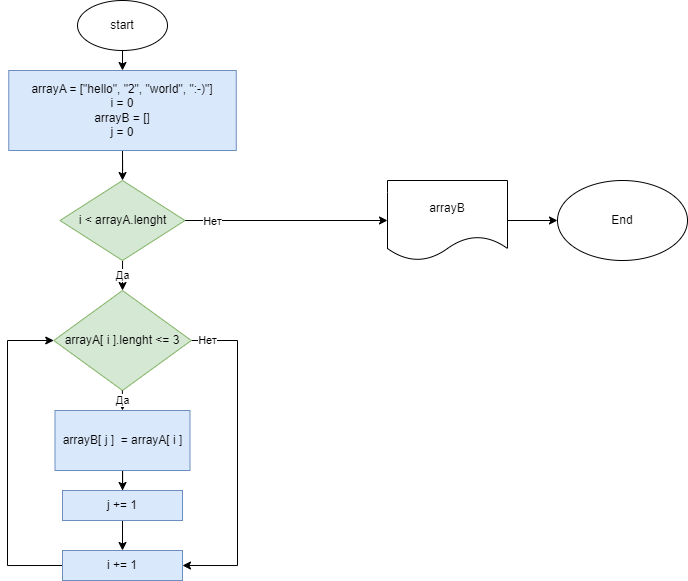 start
arrayA = ["hello", "2", "world", ":-)"]
i = 0
arrayB = []
j = 0
i < arrayA.lenght
Нет
arrayB
End
Да
arrayA[ i ].lenght <= 3
Нет
Да
arrayB[ j ] = arrayA[ i ]
j += 1
i += 1